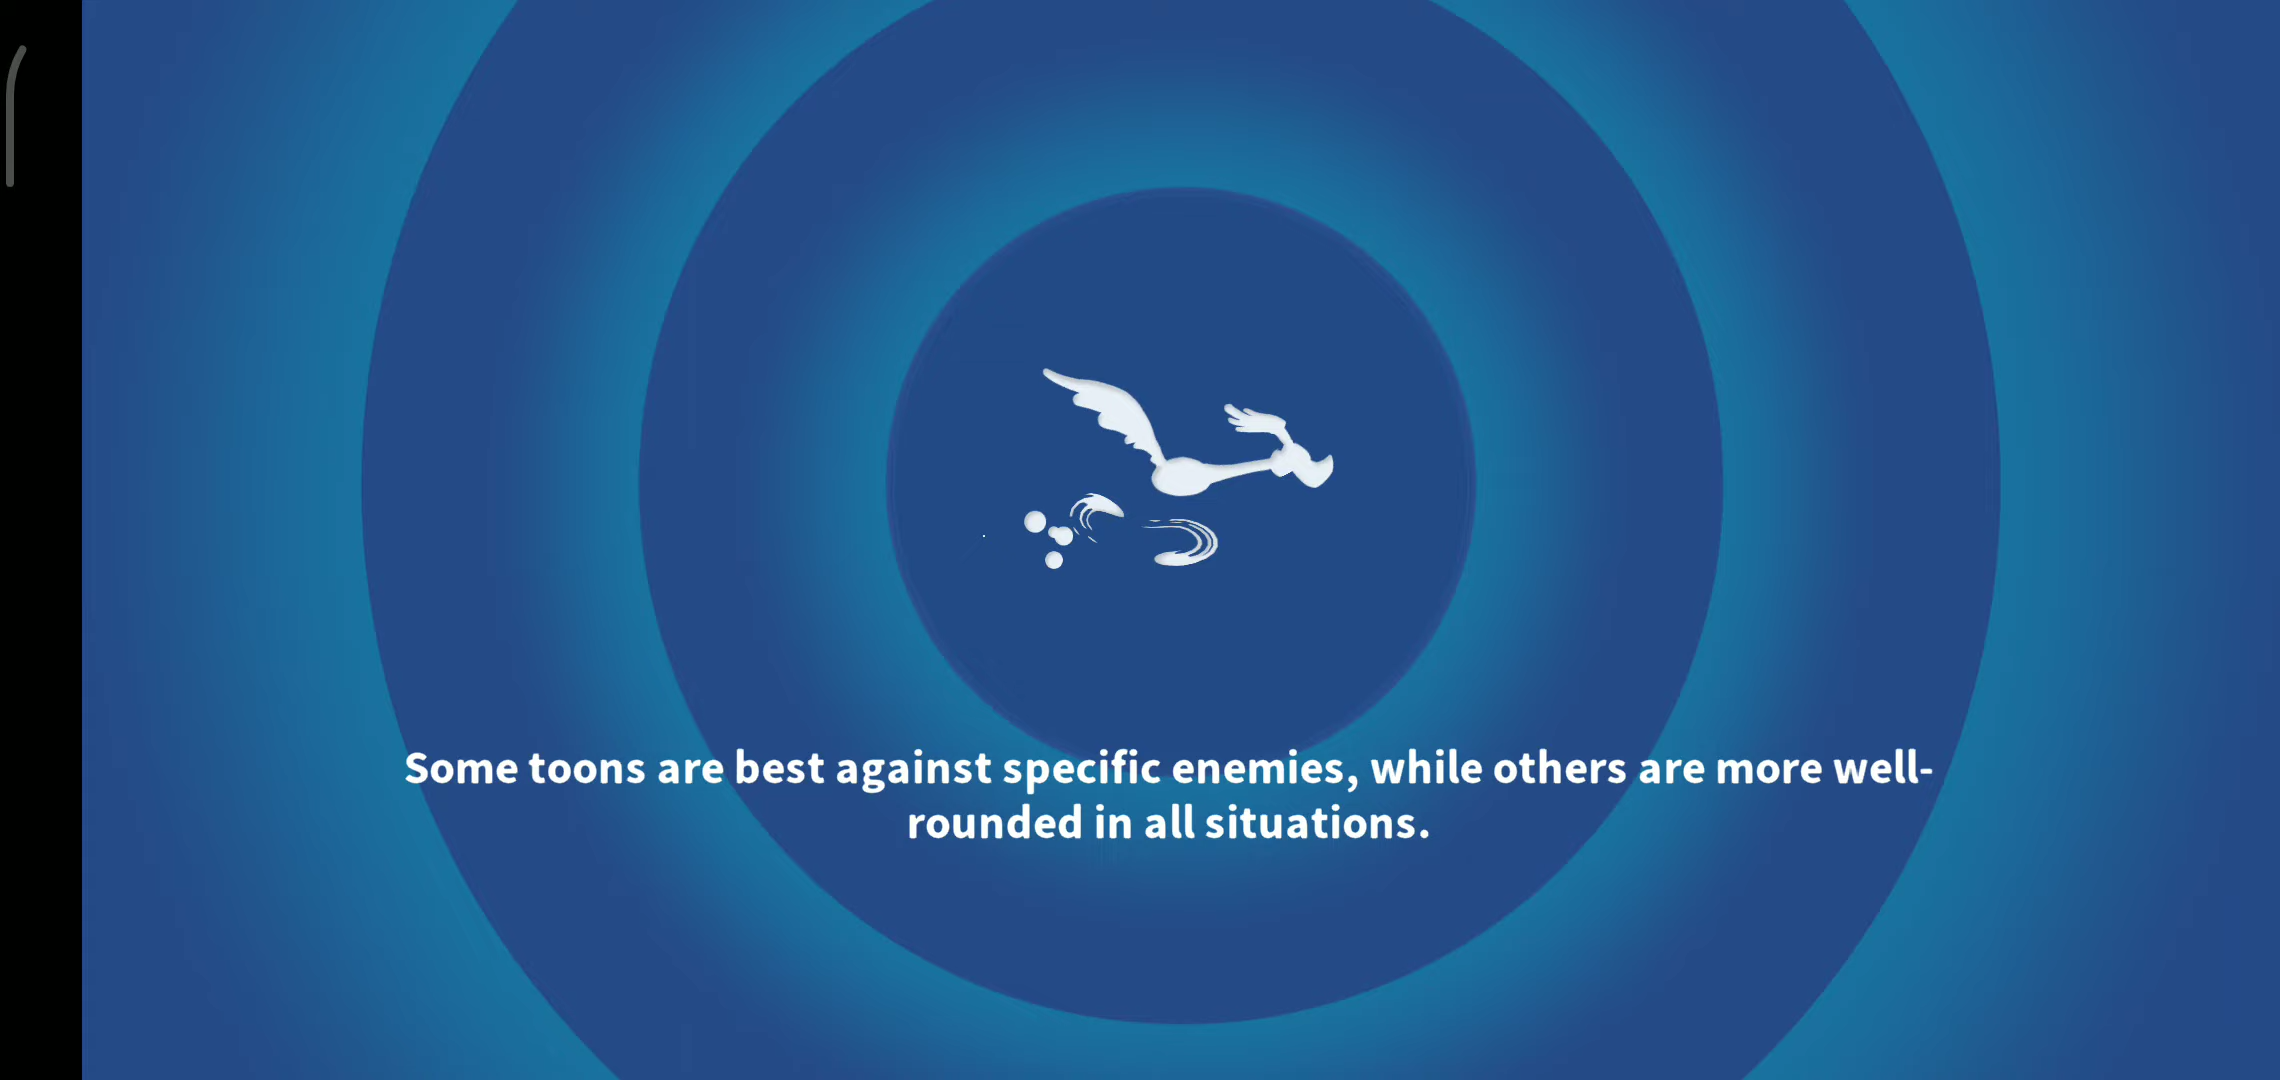 Some toons are best against specific enemies, while others are more well-
rounded in all situations.